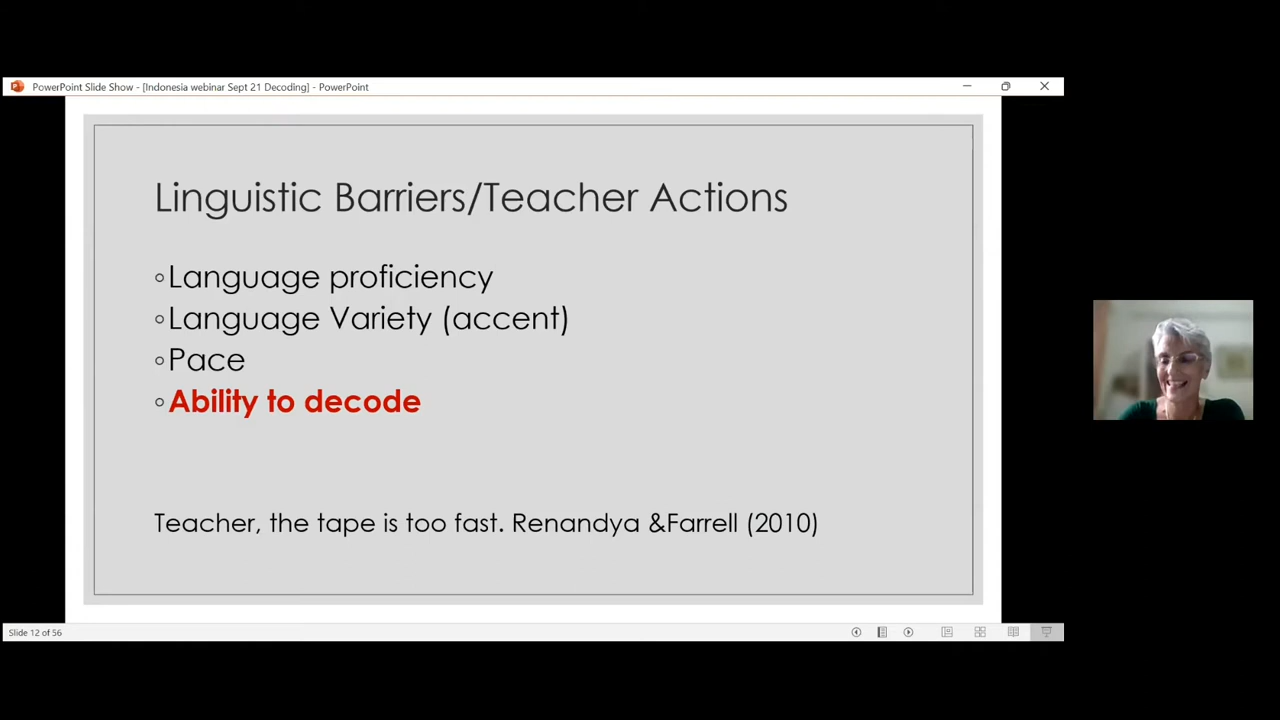 PowerPoint Slide Show - [Indonesia webinar Sept 21 Decoding] - PowerPoint
Linguistic Barriers/Teacher Actions
◦Language proficiency
◦Language Variety (accent)
◦Pace
◦Ability to decode
Teacher, the tape is too fast. Renandya &Farrell (2010)
Slide 12 of 56